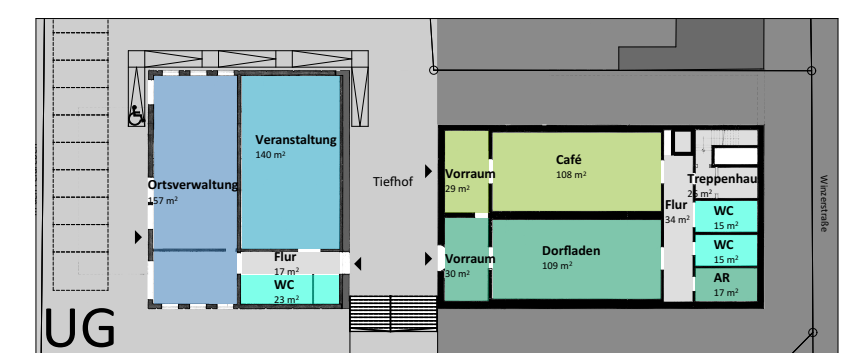 Veranstaltung
140 m²
Ortsverwaltung
157 m²
Flur
17 m²
WC
23 m²
Tiefhof
Vorraum
29 m²
Café
108 m²
Vorraum
30 m²
Dorfladen
109 m²
Flur
34 m²
Treppenhaus
25 m²
WC
15 m²
WC
15 m²
AR
17 m²
Winzerstraße
UG